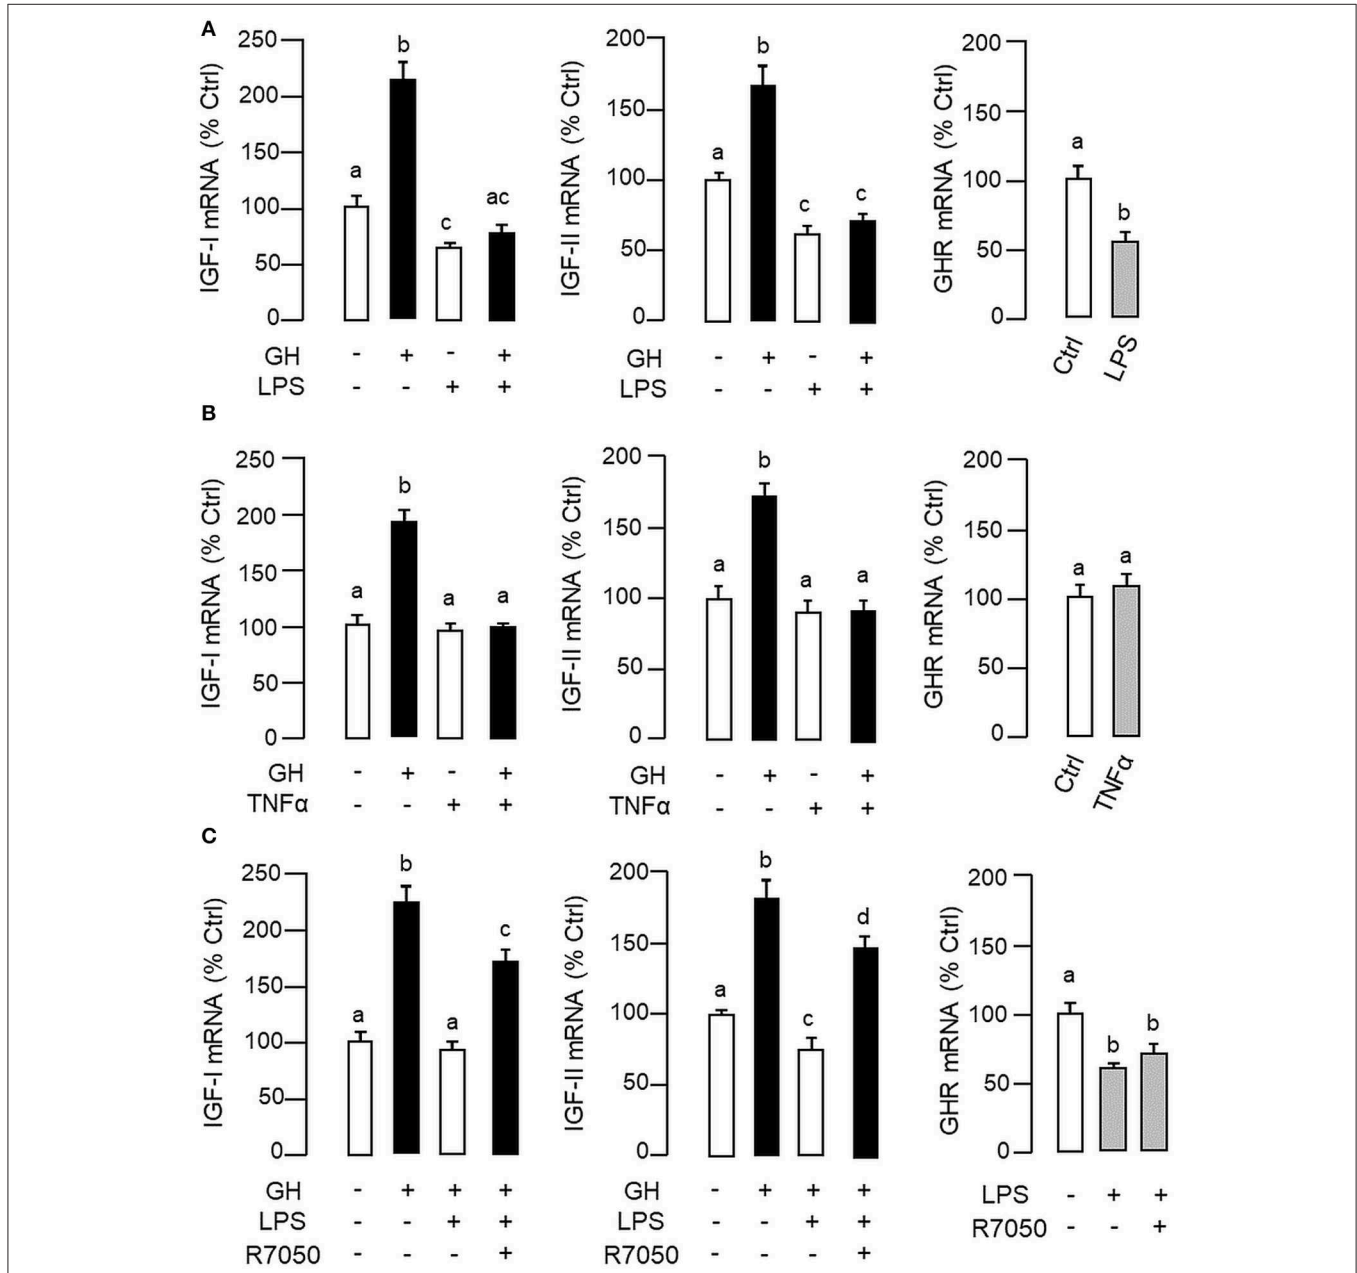 A
IGF-I mRNA (% Ctrl)
250
200
150
100
50
0
a
b
c
ac
GH - + - +
LPS - - + +
IGF-II mRNA (% Ctrl)
200
150
100
50
0
a
b
c
c
GH - + - +
LPS - - + +
GHR mRNA (% Ctrl)
200
150
100
50
0
a
b
Ctrl
LPS
B
IGF-I mRNA (% Ctrl)
250
200
150
100
50
0
a
b
a
a
GH - + - +
TNFα - - + +
IGF-II mRNA (% Ctrl)
200
150
100
50
0
a
b
a
a
GH - + - +
TNFα - - + +
GHR mRNA (% Ctrl)
200
150
100
50
0
a
a
Ctrl
TNFα
C
IGF-I mRNA (% Ctrl)
250
200
150
100
50
0
a
b
a
c
GH - + + +
LPS - - + +
R7050 - - - +
IGF-II mRNA (% Ctrl)
200
150
100
50
0
a
b
c
d
GH - + + +
LPS - - + +
R7050 - - - +
GHR mRNA (% Ctrl)
200
150
100
50
0
a
b
b
LPS - + +
R7050 - - +